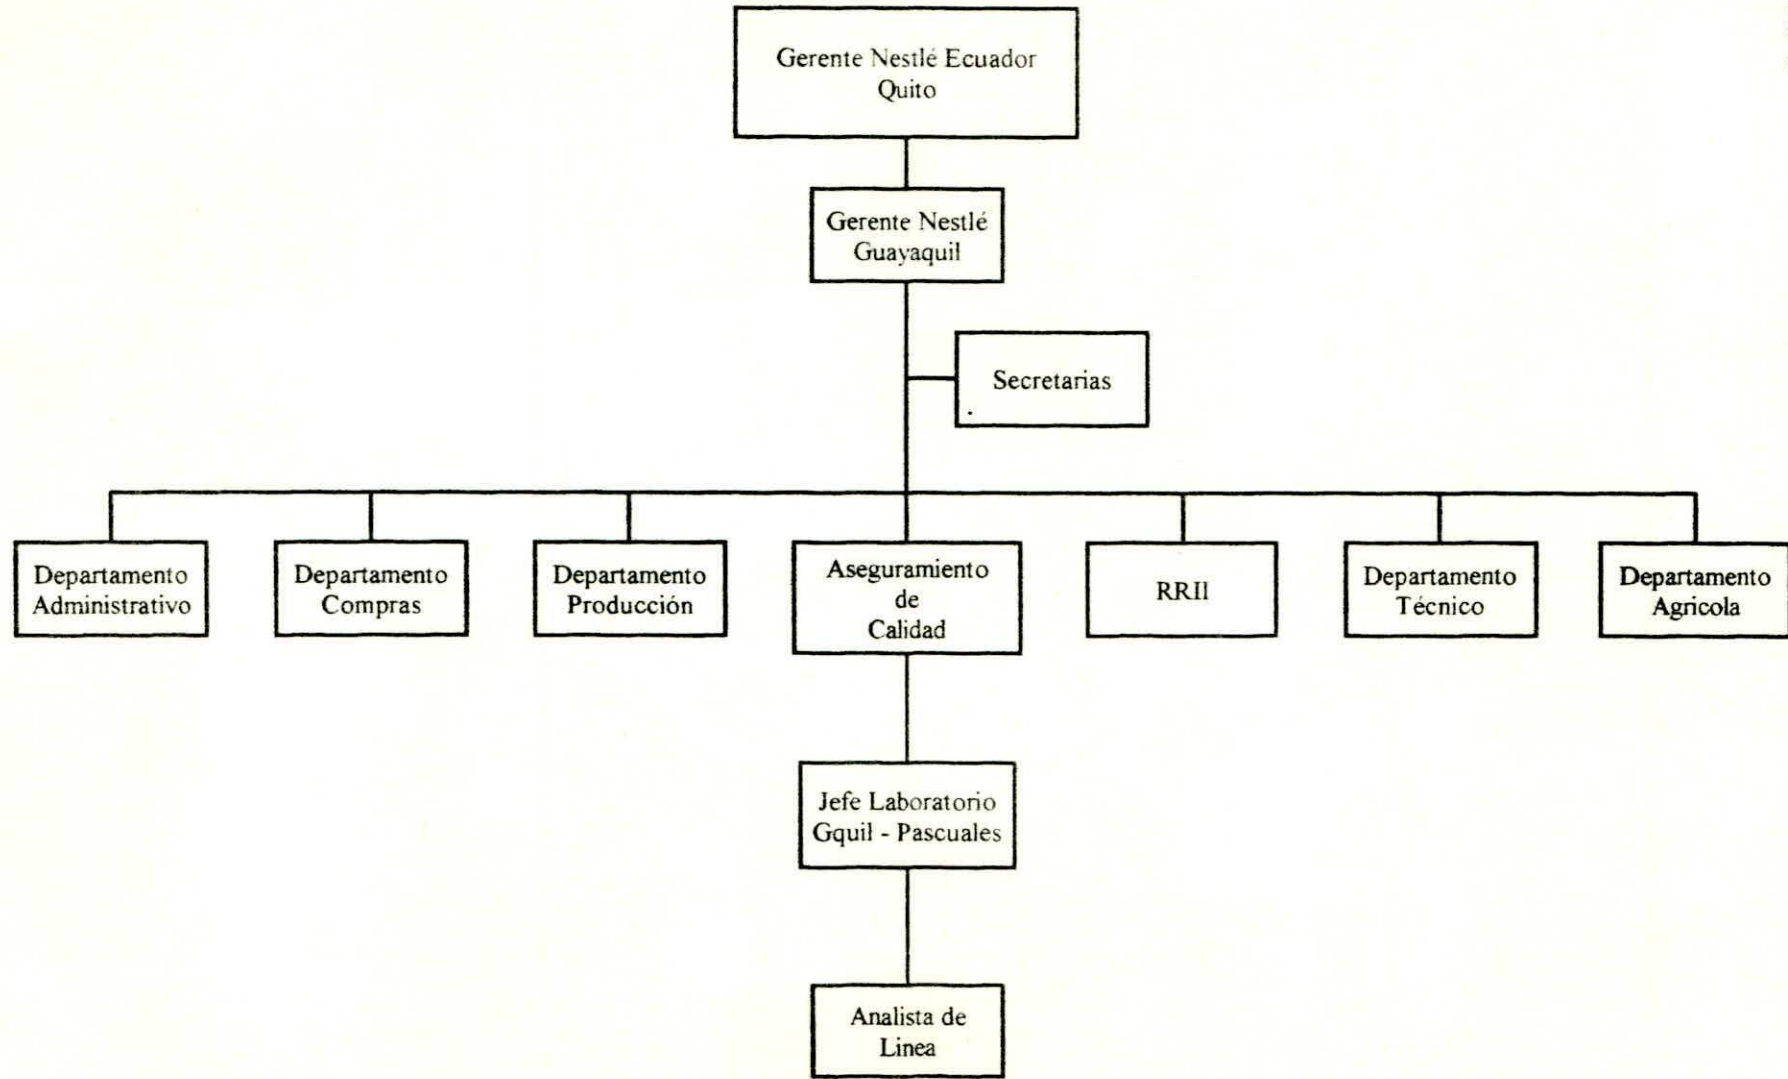 Gerente Nestlé Ecuador
Quito
Gerente Nestlé
Guayaquil
Secretarias
Departamento
Administrativo
Departamento
Compras
Departamento
Producción
Aseguramiento
de
Calidad
RRII
Departamento
Técnico
Departamento
Agricola
Jefe Laboratorio
Gquil - Pascuales
Analista de
Linea